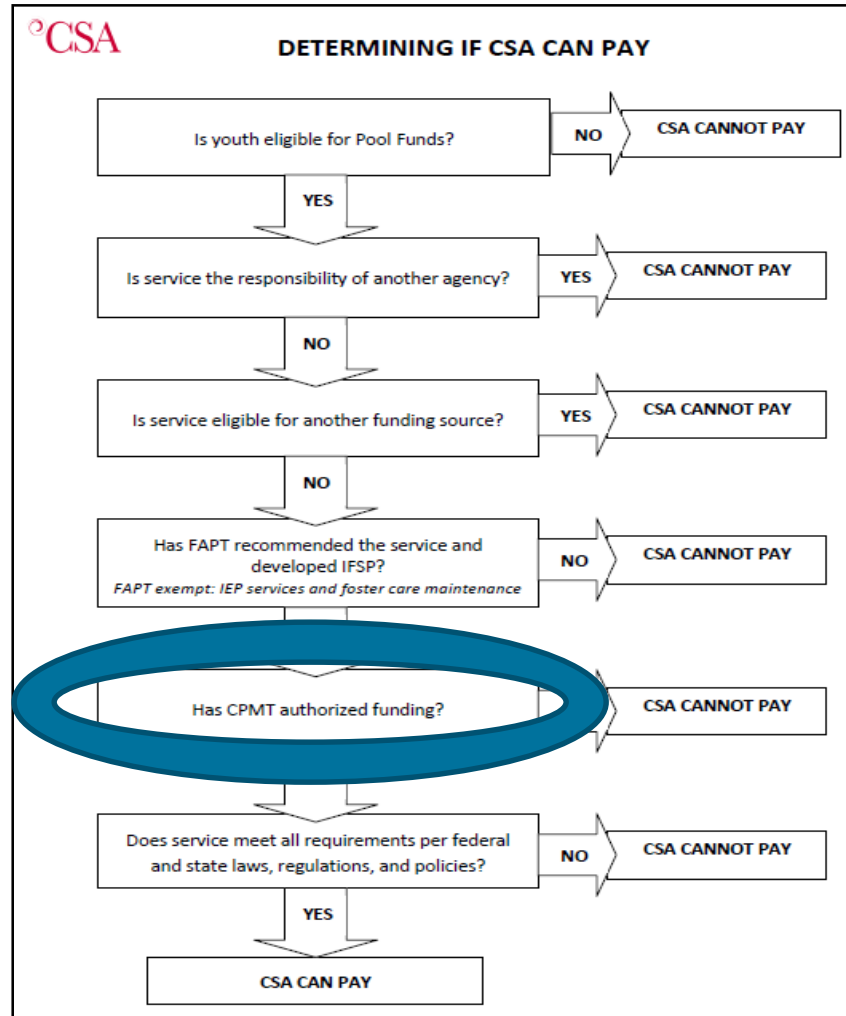 CSA
DETERMINING IF CSA CAN PAY
Is youth eligible for Pool Funds?
NO
CSA CANNOT PAY
YES
Is service the responsibility of another agency?
YES
CSA CANNOT PAY
NO
Is service eligible for another funding source?
YES
CSA CANNOT PAY
NO
Has FAPT recommended the service and
developed IFSP?
FAPT exempt: IEP services and foster care maintenance
NO
CSA CANNOT PAY
Has CPMT authorized funding?
CSA CANNOT PAY
Does service meet all requirements per federal
and state laws, regulations, and policies?
NO
CSA CANNOT PAY
YES
CSA CAN PAY